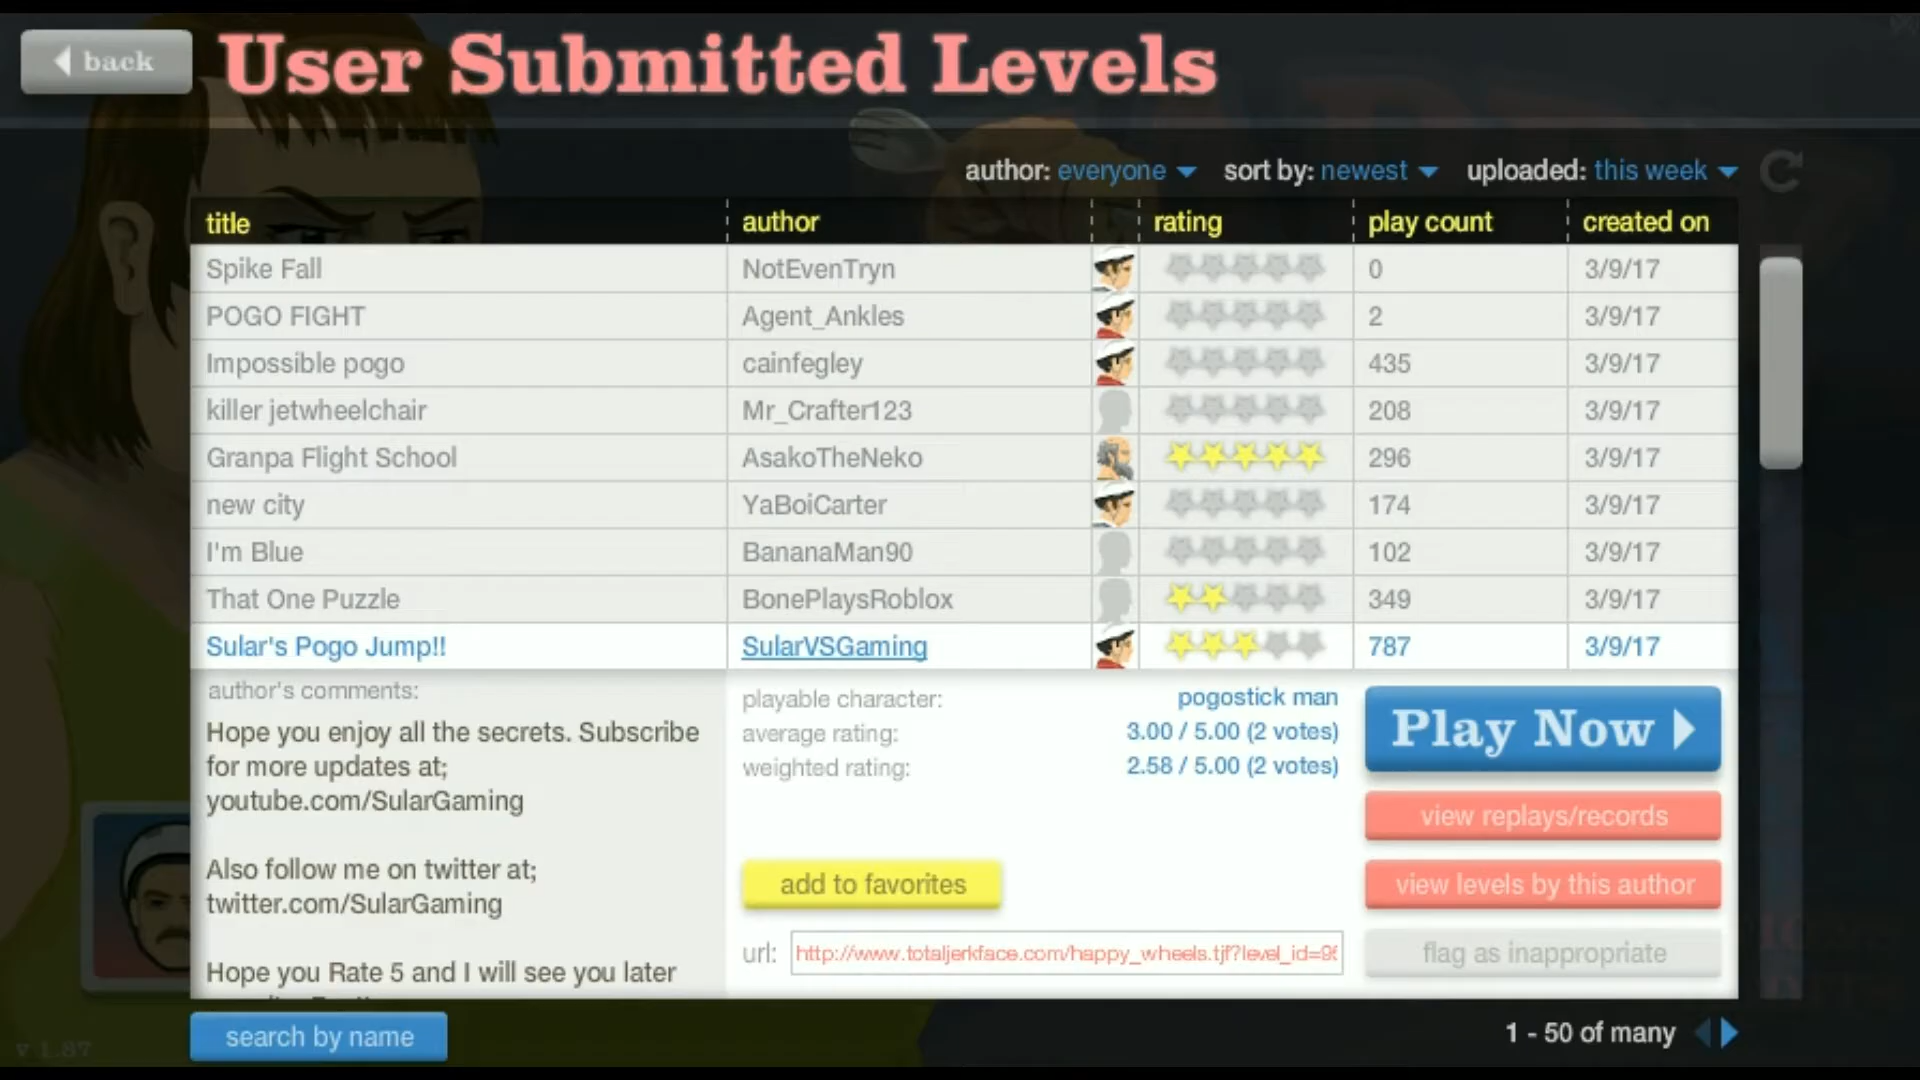 back
User Submitted Levels
author: everyone sort by: newest uploaded: this week
title author rating play count created on
Spike Fall NotEvenTryn 0 3/9/17
POGO FIGHT Agent_Ankles 2 3/9/17
Impossible pogo cainfegley 435 3/9/17
killer jetwheelchair Mr_Crafter123 208 3/9/17
Granpa Flight School AsakoTheNeko 296 3/9/17
new city YaBoiCarter 174 3/9/17
I'm Blue BananaMan90 102 3/9/17
That One Puzzle BonePlaysRoblox 349 3/9/17
Sular's Pogo Jump!! SularVSGaming 787 3/9/17
author's comments:
Hope you enjoy all the secrets. Subscribe
for more updates at;
youtube.com/SularGaming
Also follow me on twitter at;
twitter.com/SularGaming
Hope you Rate 5 and I will see you later
playable character: pogostick man
average rating: 3.00 / 5.00 (2 votes)
weighted rating: 2.58 / 5.00 (2 votes)
add to favorites
url: http://www.totaljerkface.com/happy_wheels.tjf?level_id=9
Play Now
view replays/records
view levels by this author
flag as inappropriate
search by name
1 - 50 of many
v 1.87